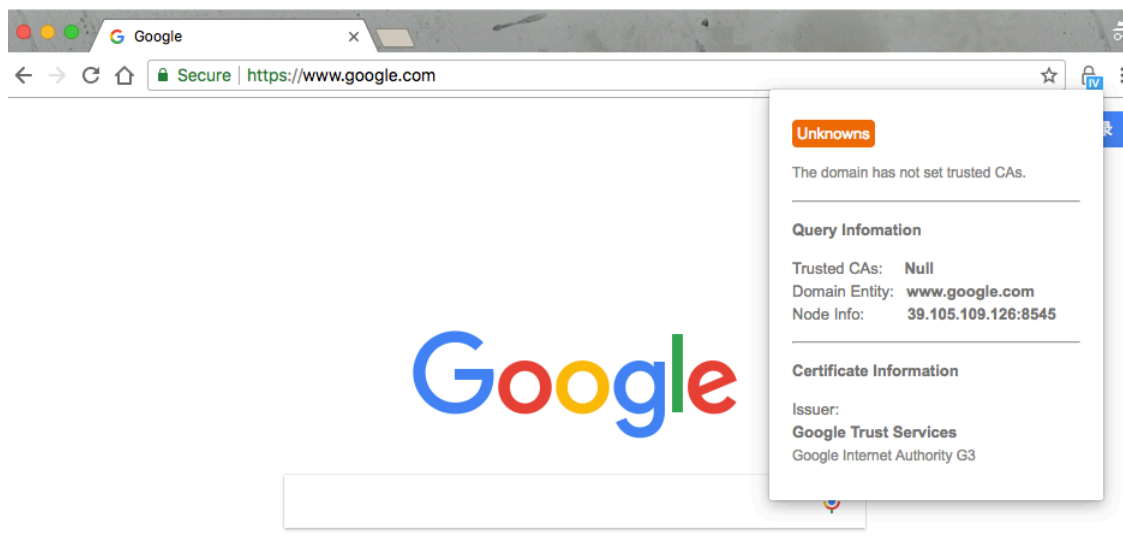 Google
Secure https://www.google.com
IV
录
Unknowns
The domain has not set trusted CAs.
Query Infomation
Trusted CAs: Null
Domain Entity: www.google.com
Node Info: 39.105.109.126:8545
Certificate Information
Issuer:
Google Trust Services
Google Internet Authority G3
Google